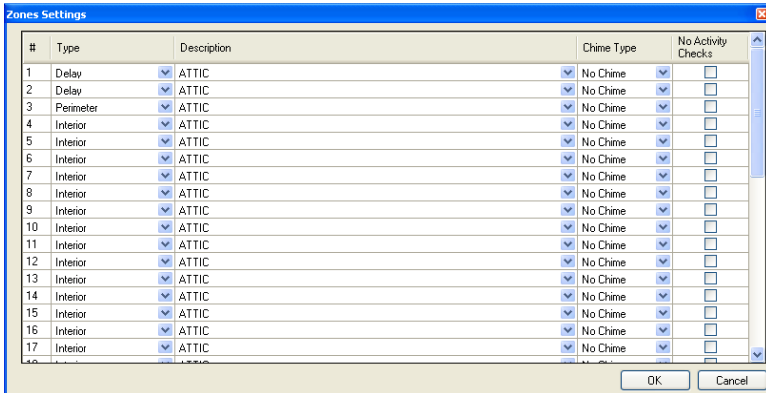 Zones Settings
# Type Description Chime Type No Activity Checks
1 Delay ATTIC No Chime
2 Delay ATTIC No Chime
3 Perimeter ATTIC No Chime
4 Interior ATTIC No Chime
5 Interior ATTIC No Chime
6 Interior ATTIC No Chime
7 Interior ATTIC No Chime
8 Interior ATTIC No Chime
9 Interior ATTIC No Chime
10 Interior ATTIC No Chime
11 Interior ATTIC No Chime
12 Interior ATTIC No Chime
13 Interior ATTIC No Chime
14 Interior ATTIC No Chime
15 Interior ATTIC No Chime
16 Interior ATTIC No Chime
17 Interior ATTIC No Chime
OK Cancel